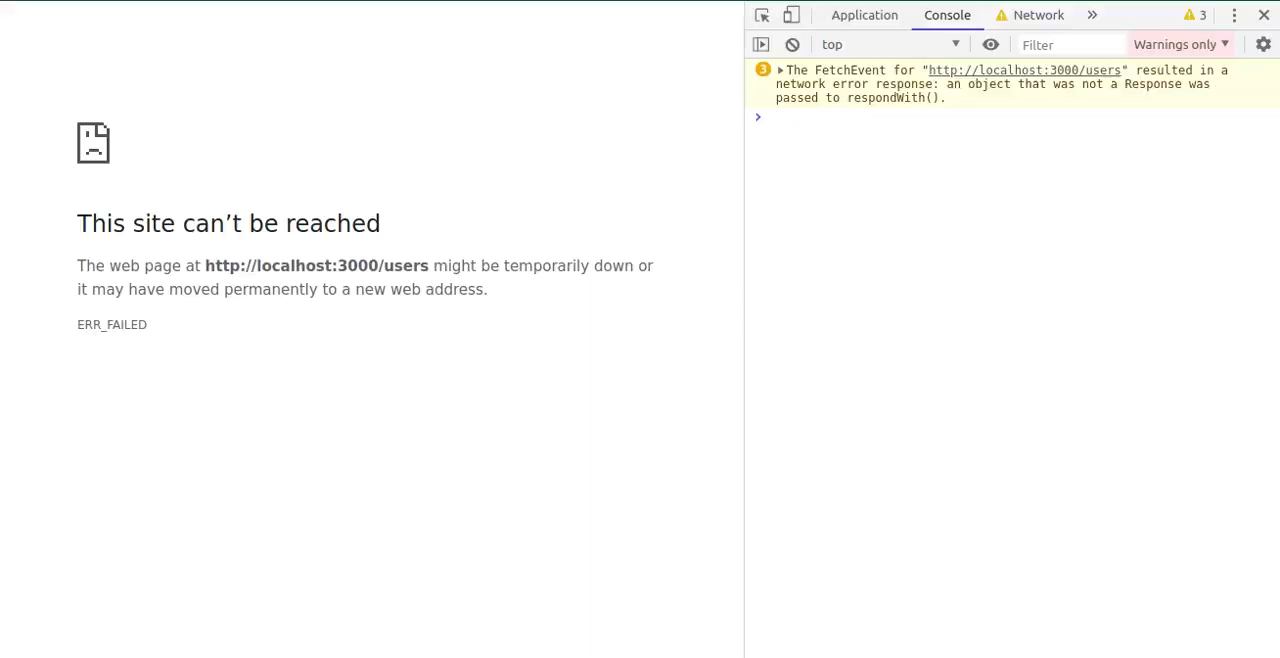 This site can’t be reached
The web page at http://localhost:3000/users might be temporarily down or
it may have moved permanently to a new web address.
ERR_FAILED
Application Console Network » 3
top Filter Warnings only
3 The FetchEvent for "http://localhost:3000/users" resulted in a
network error response: an object that was not a Response was
passed to respondWith().